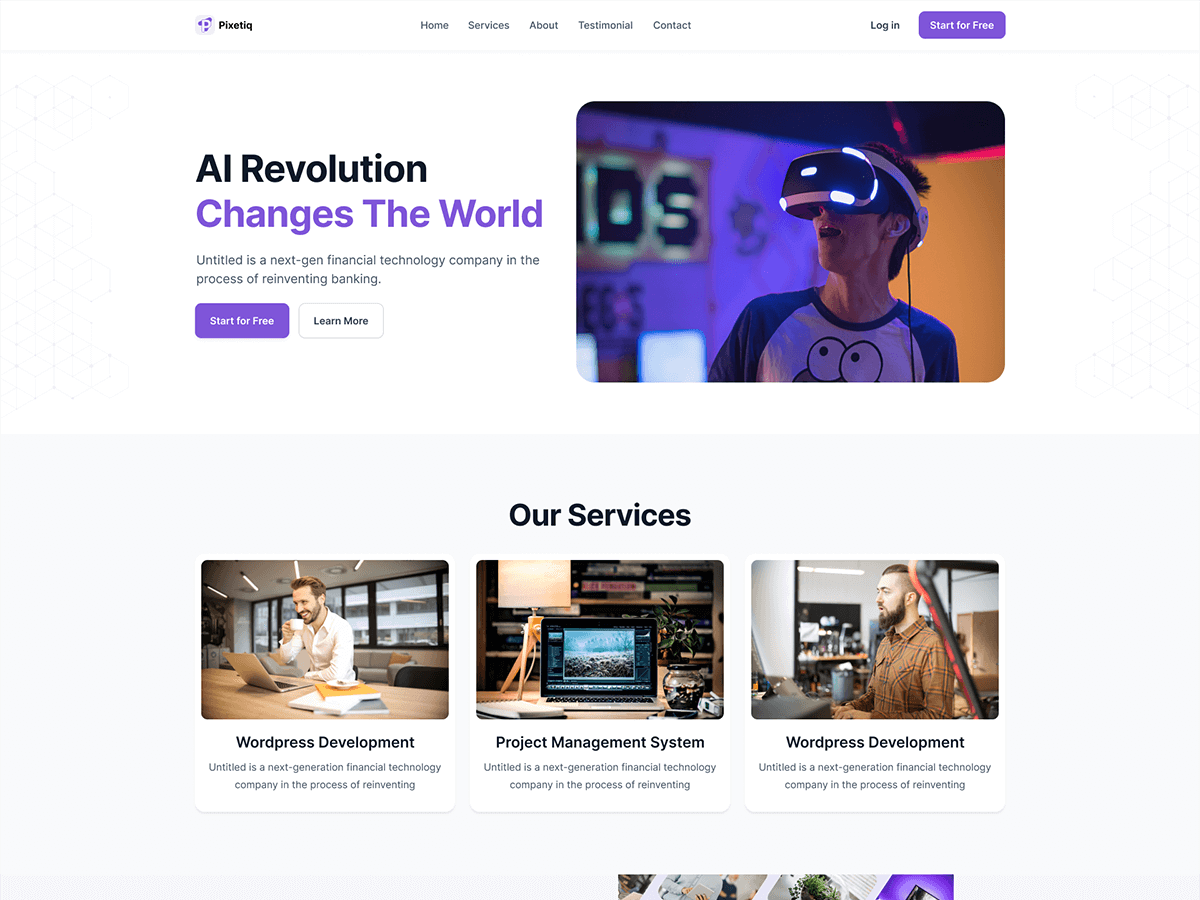 Pixetiq
Home
Services
About
Testimonial
Contact
Log in
Start for Free
AI Revolution
Changes The World
Untitled is a next-gen financial technology company in the
process of reinventing banking.
Start for Free
Learn More
Our Services
Wordpress Development
Untitled is a next-generation financial technology
company in the process of reinventing
Project Management System
Untitled is a next-generation financial technology
company in the process of reinventing
Wordpress Development
Untitled is a next-generation financial technology
company in the process of reinventing